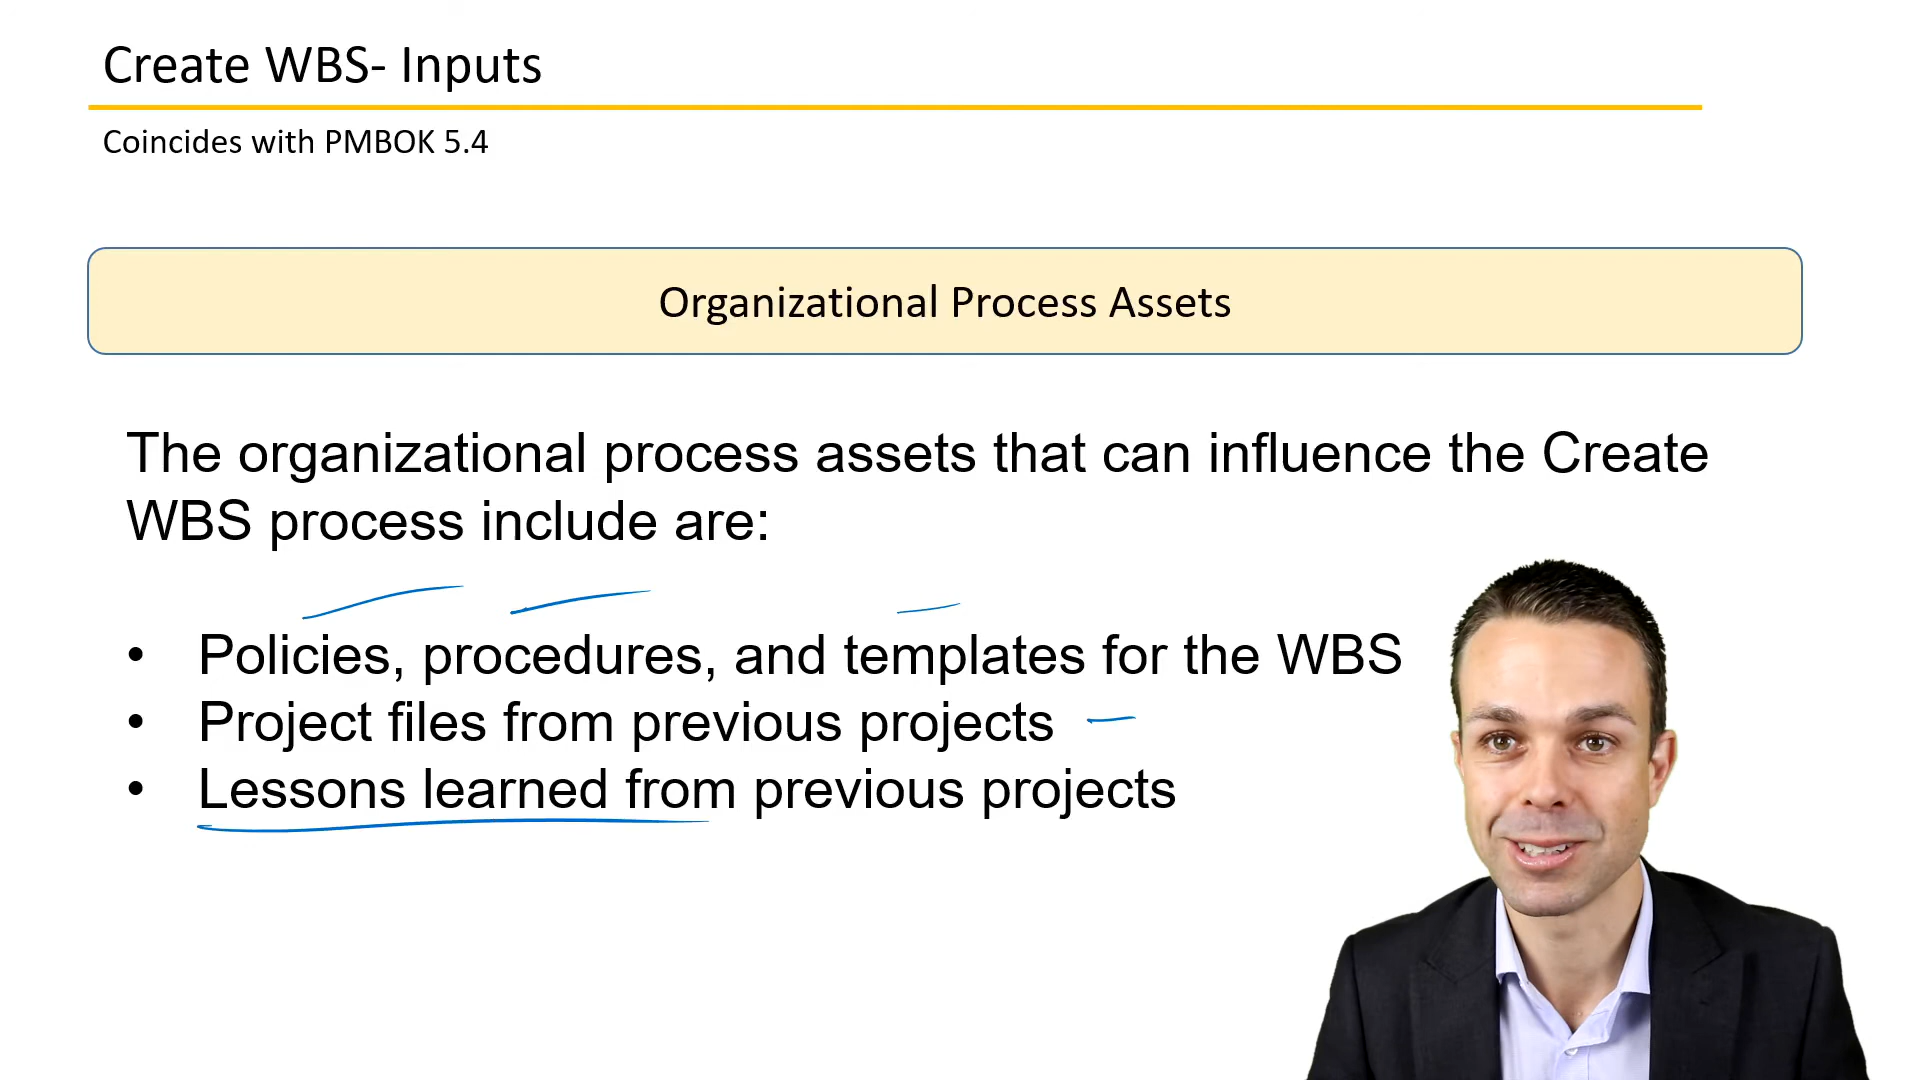 Create WBS- Inputs
Coincides with PMBOK 5.4
Organizational Process Assets
The organizational process assets that can influence the Create
WBS process include are:
• Policies, procedures, and templates for the WBS
• Project files from previous projects
• Lessons learned from previous projects